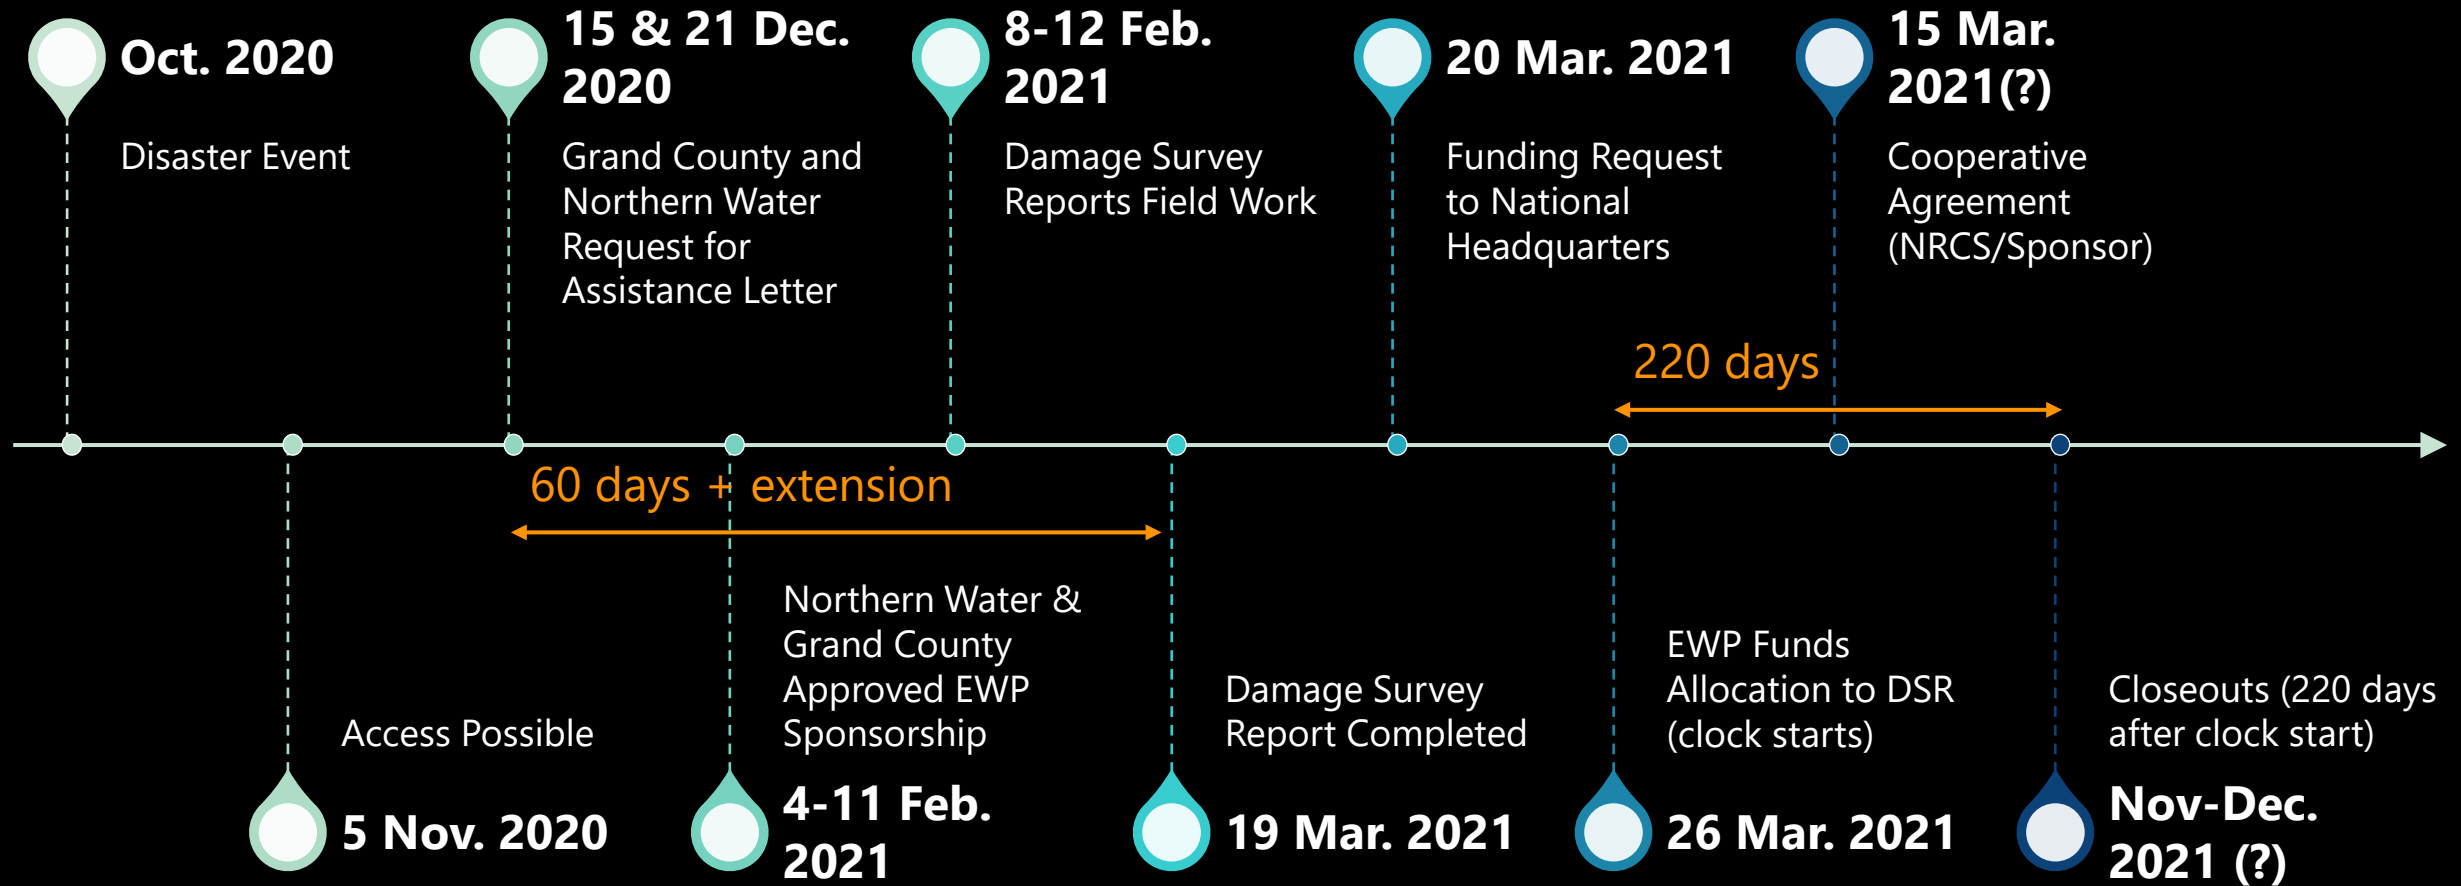 Oct. 2020
Disaster Event
15 & 21 Dec.
2020
Grand County and
Northern Water
Request for
Assistance Letter
8-12 Feb.
2021
Damage Survey
Reports Field Work
20 Mar. 2021
Funding Request
to National
Headquarters
15 Mar.
2021(?)
Cooperative
Agreement
(NRCS/Sponsor)
220 days
60 days + extension
Access Possible
5 Nov. 2020
Northern Water &
Grand County
Approved EWP
Sponsorship
4-11 Feb.
2021
Damage Survey
Report Completed
19 Mar. 2021
EWP Funds
Allocation to DSR
(clock starts)
26 Mar. 2021
Closeouts (220 days
after clock start)
Nov-Dec.
2021 (?)